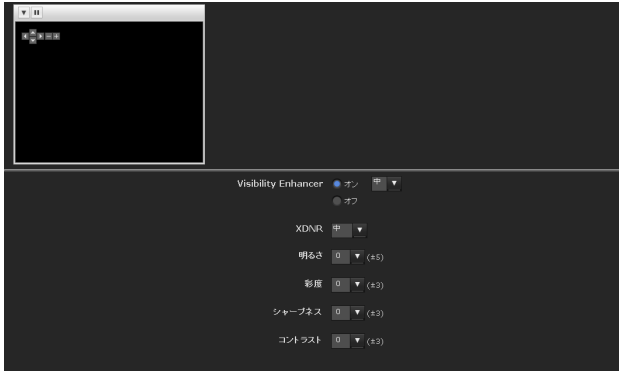 Visibility Enhancer オン 中
オフ
XDNR 中
明るさ 0 (±5)
彩度 0 (±3)
シャープネス 0 (±3)
コントラスト 0 (±3)